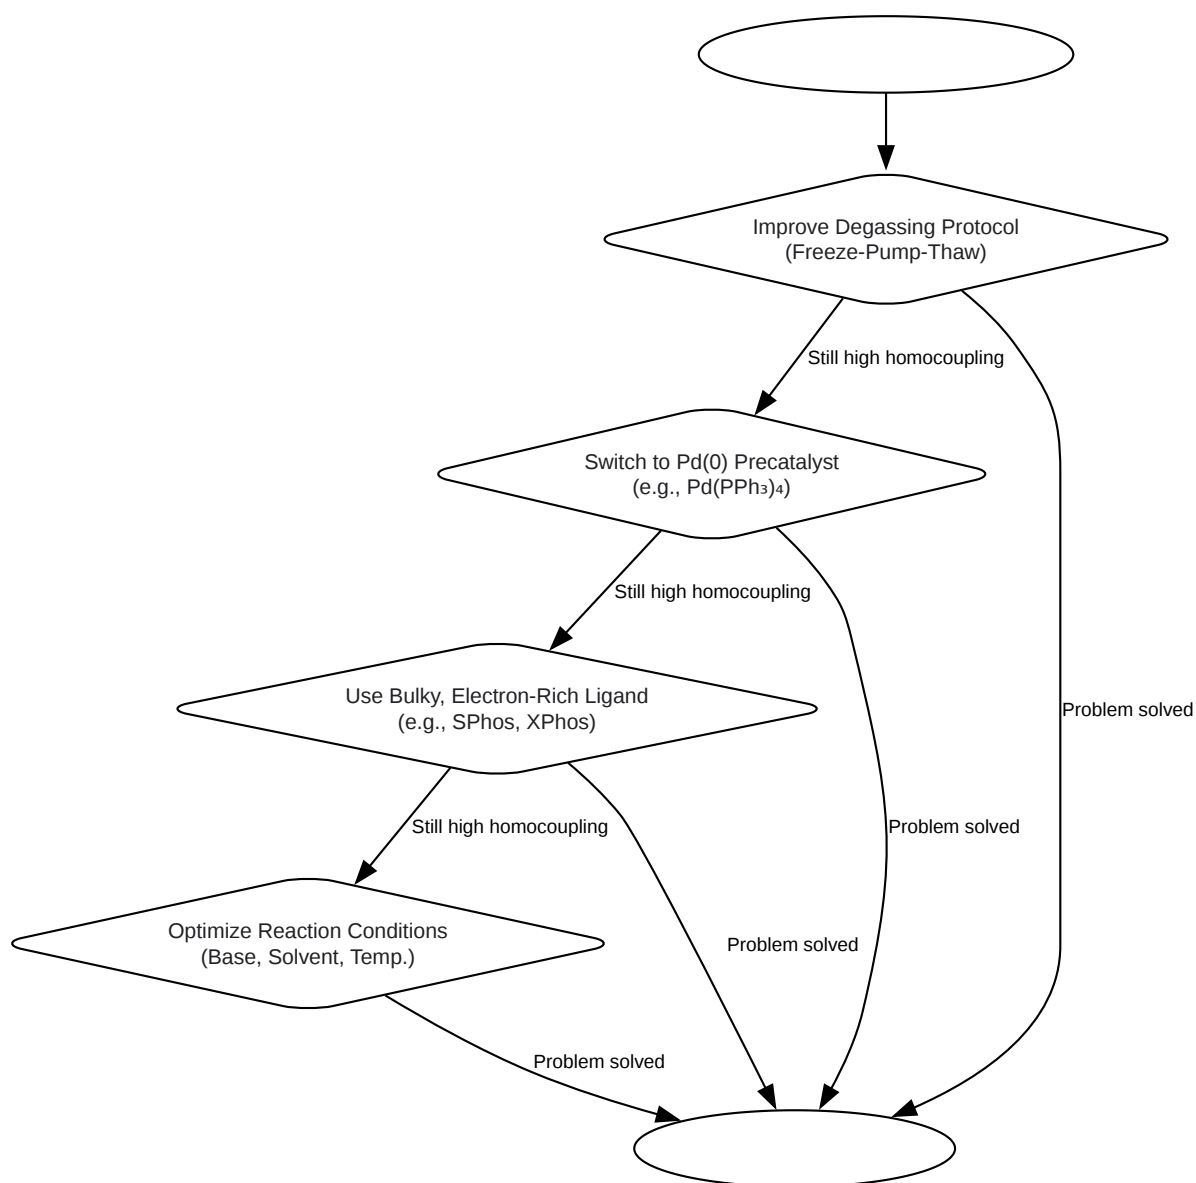 Improve Degassing Protocol
(Freeze-Pump-Thaw)
Still high homocoupling
Switch to Pd(0) Precatalyst
(e.g., Pd(PPh₃)₄)
Still high homocoupling
Use Bulky, Electron-Rich Ligand
(e.g., SPhos, XPhos)
Problem solved
Still high homocoupling
Problem solved
Optimize Reaction Conditions
(Base, Solvent, Temp.)
Problem solved
Problem solved